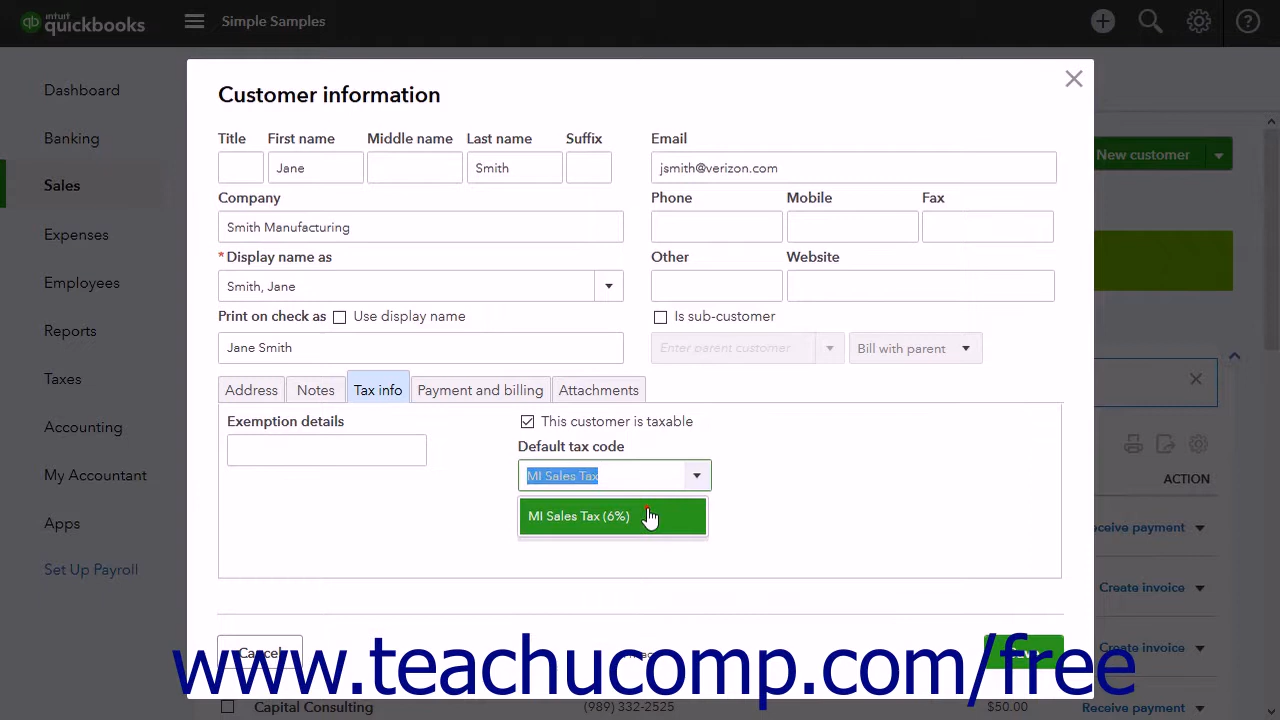 intuit
quickbooks
Simple Samples
Dashboard
Banking
Sales
Expenses
Employees
Reports
Taxes
Accounting
My Accountant
Apps
Set Up Payroll
Customer information
Title First name Middle name Last name Suffix
Jane Smith
Company
Smith Manufacturing
* Display name as
Smith, Jane
Print on check as Use display name
Jane Smith
Email
jsmith@verizon.com
Phone Mobile Fax
Other Website
Is sub-customer
Enter parent customer Bill with parent
Address Notes Tax info Payment and billing Attachments
Exemption details
This customer is taxable
Default tax code
MI Sales Tax
MI Sales Tax (6%)
Cancel
www.teachucomp.com/free
New customer
ACTION
eceive payment
Create invoice
Create invoice
Capital Consulting (989) 332-2525 $50.00 Receive payment